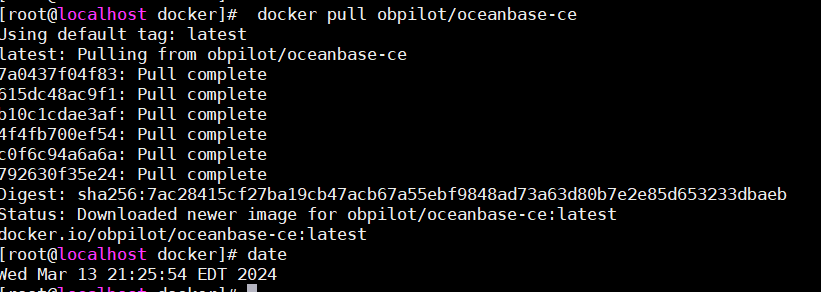 [root@localhost docker]#  docker pull obpilot/oceanbase-ce
Using default tag: latest
latest: Pulling from obpilot/oceanbase-ce
7a0437f04f83: Pull complete
615dc48ac9f1: Pull complete
b10c1cdae3af: Pull complete
4f4fb700ef54: Pull complete
c0f6c94a6a6a: Pull complete
792630f35e24: Pull complete
Digest: sha256:7ac28415cf27ba19cb47acb67a55ebf9848ad73a63d80b7e2e85d653233dbaeb
Status: Downloaded newer image for obpilot/oceanbase-ce:latest
docker.io/obpilot/oceanbase-ce:latest
[root@localhost docker]# date
Wed Mar 13 21:25:54 EDT 2024
[root@localhost docker]#